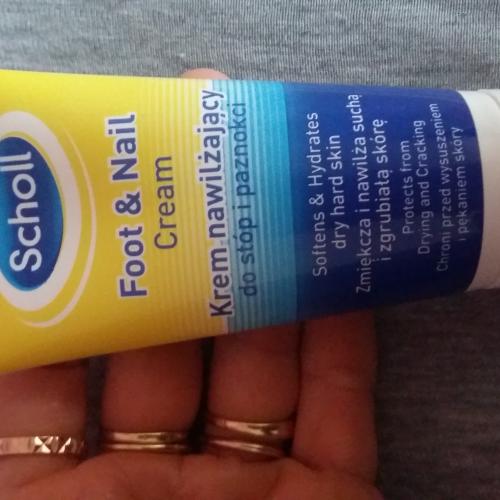 Scholl
Foot & Nail
Cream
Krem nawilżający
do stóp i paznokci
Softens & Hydrates
dry hard skin
Zmiękcza i nawilża suchą
i zgrubiałą skórę
Protects from
Drying and Cracking
Chroni przed wysuszeniem
i pękaniem skóry